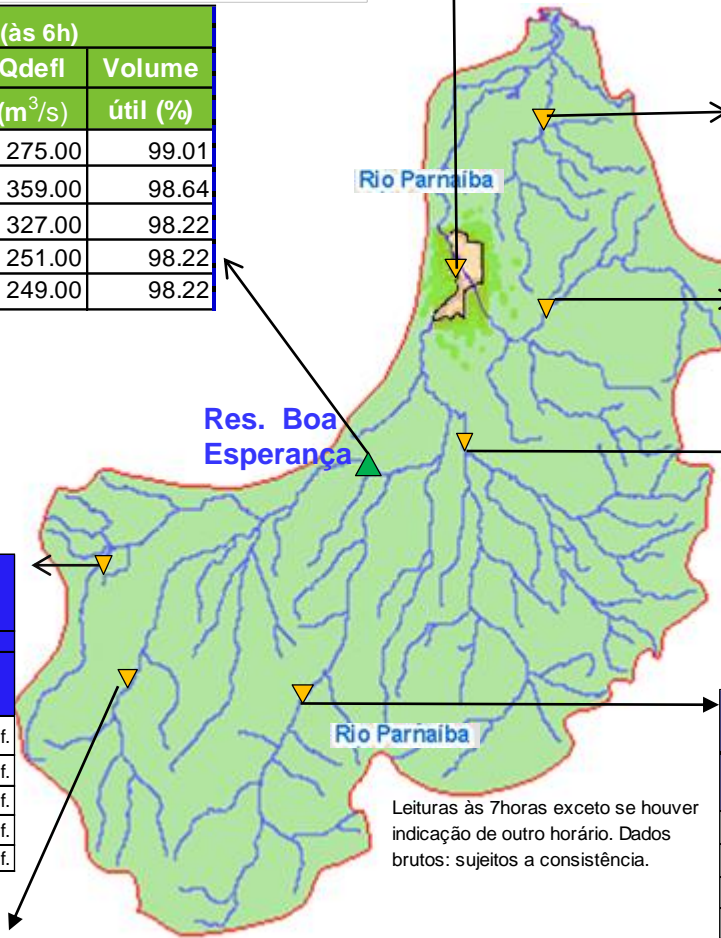 (às 6h)
Qdefl Volume
(m³/s) útil (%)
275.00 99.01
359.00 98.64
327.00 98.22
251.00 98.22
249.00 98.22
Rio Parnaíba
Res. Boa
Esperança
f.
f.
f.
f.
f.
Rio Parnaíba
Leituras às 7horas exceto se houver
indicação de outro horário. Dados
brutos: sujeitos a consistência.